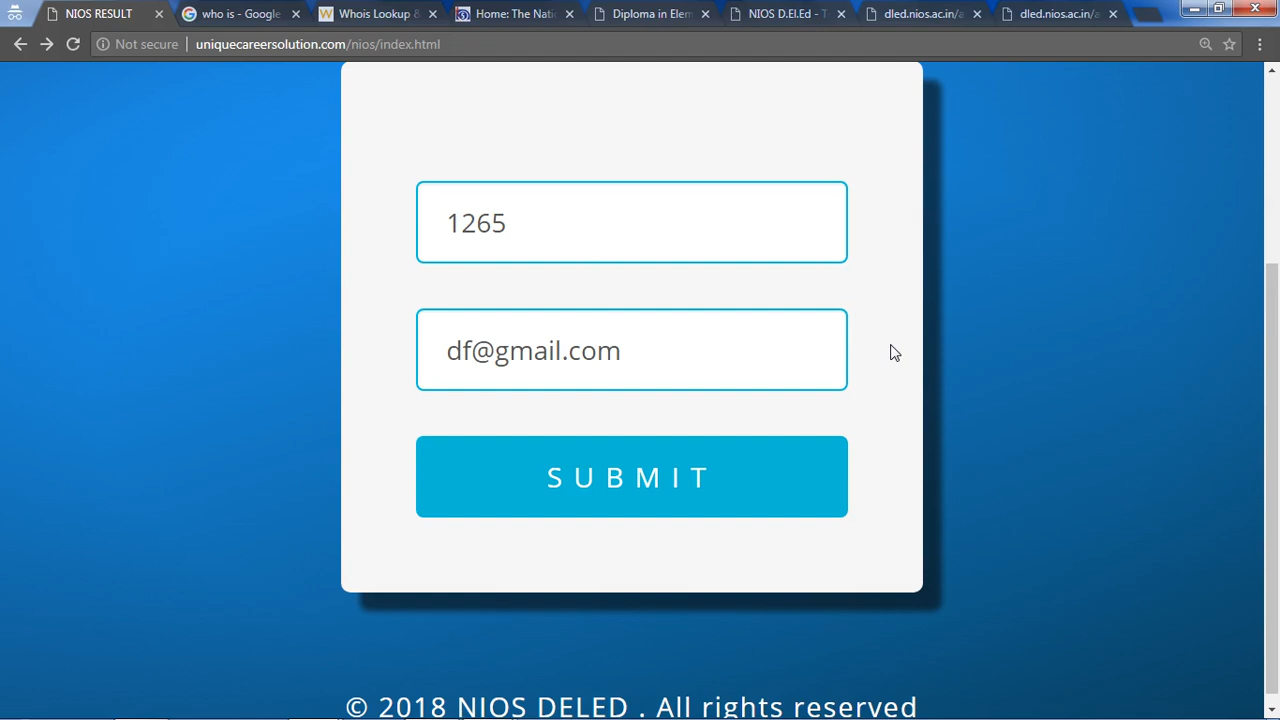 NIOS RESULT
who is - Google
Whois Lookup &
Home: The Nati
Diploma in Elem
NIOS D.El.Ed - T
dled.nios.ac.in/a
dled.nios.ac.in/a
Not secure
uniquecareersolution.com/nios/index.html
1265
df@gmail.com
SUBMIT
© 2018 NIOS DELED . All rights reserved